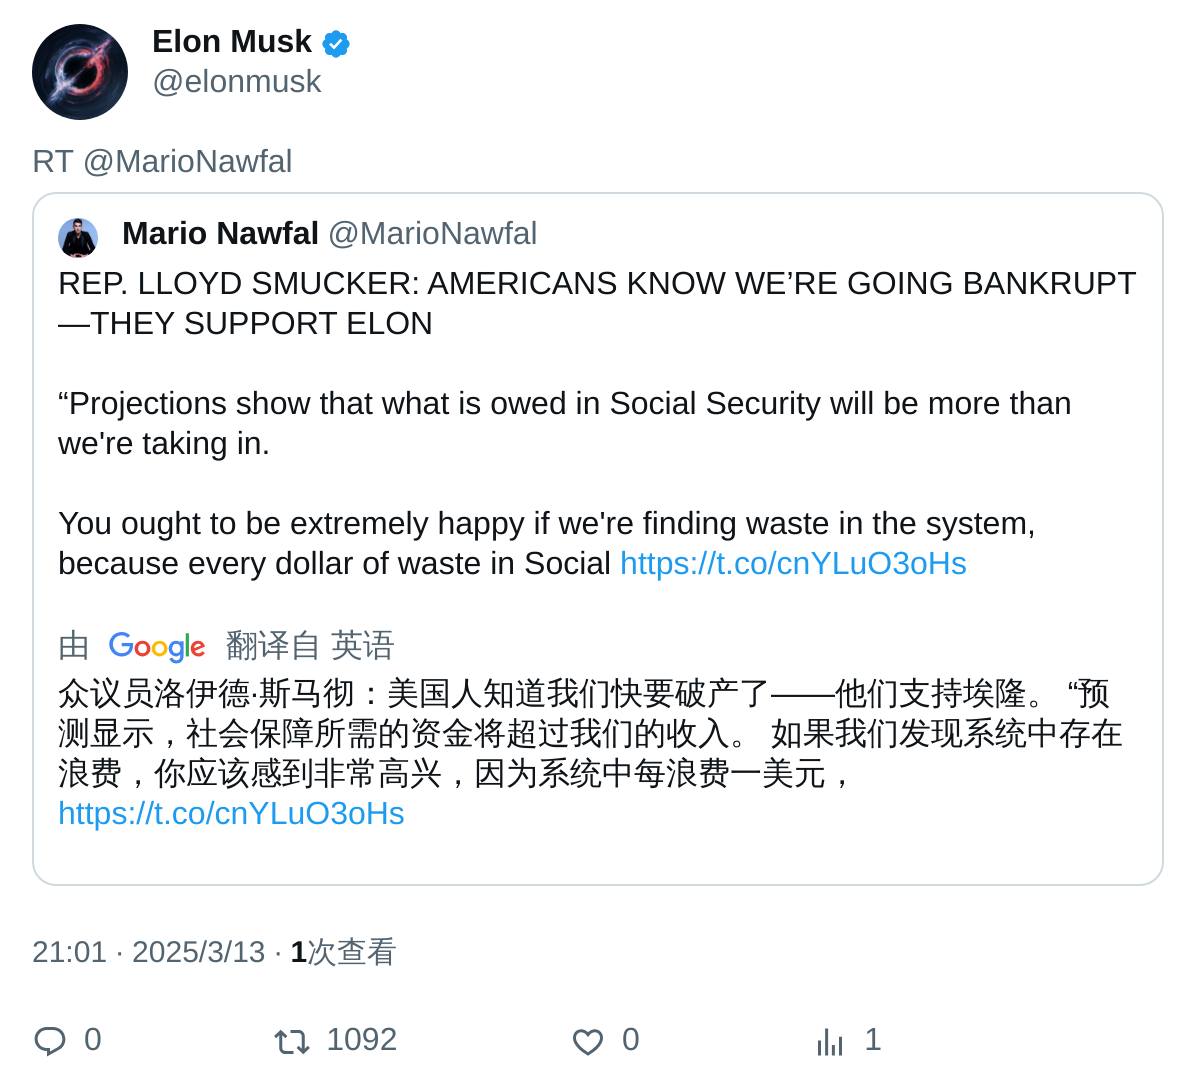 Elon Musk
@elonmusk
RT @MarioNawfal
Mario Nawfal @MarioNawfal
REP. LLOYD SMUCKER: AMERICANS KNOW WE’RE GOING BANKRUPT
—THEY SUPPORT ELON
“Projections show that what is owed in Social Security will be more than
we're taking in.
You ought to be extremely happy if we're finding waste in the system,
because every dollar of waste in Social https://t.co/cnYLuO3oHs
由 Google 翻译自 英语
众议员洛伊德·斯马彻：美国人知道我们快要破产了——他们支持埃隆。 “预
测显示，社会保障所需的资金将超过我们的收入。 如果我们发现系统中存在
浪费，你应该感到非常高兴，因为系统中每浪费一美元，
https://t.co/cnYLuO3oHs
21:01 · 2025/3/13 · 1次查看
0 1092 0 1